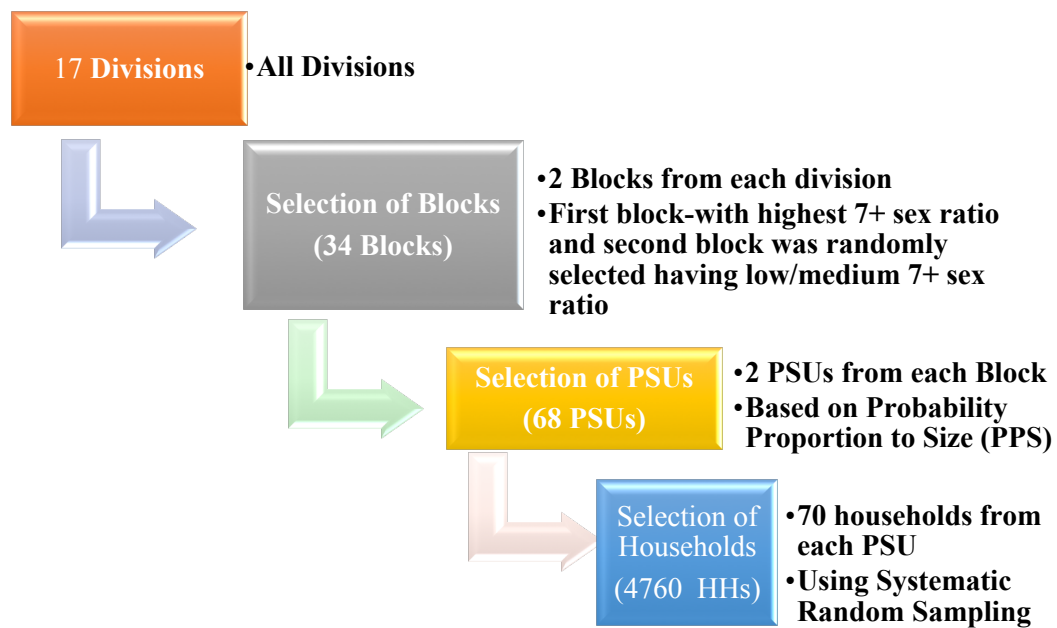 17 Divisions
•All Divisions
Selection of Blocks
(34 Blocks)
•2 Blocks from each division
•First block-with highest 7+ sex ratio
and second block was randomly
selected having low/medium 7+ sex
ratio
Selection of PSUs
(68 PSUs)
•2 PSUs from each Block
•Based on Probability
Proportion to Size (PPS)
Selection of
Households
(4760 HHs)
•70 households from
each PSU
•Using Systematic
Random Sampling